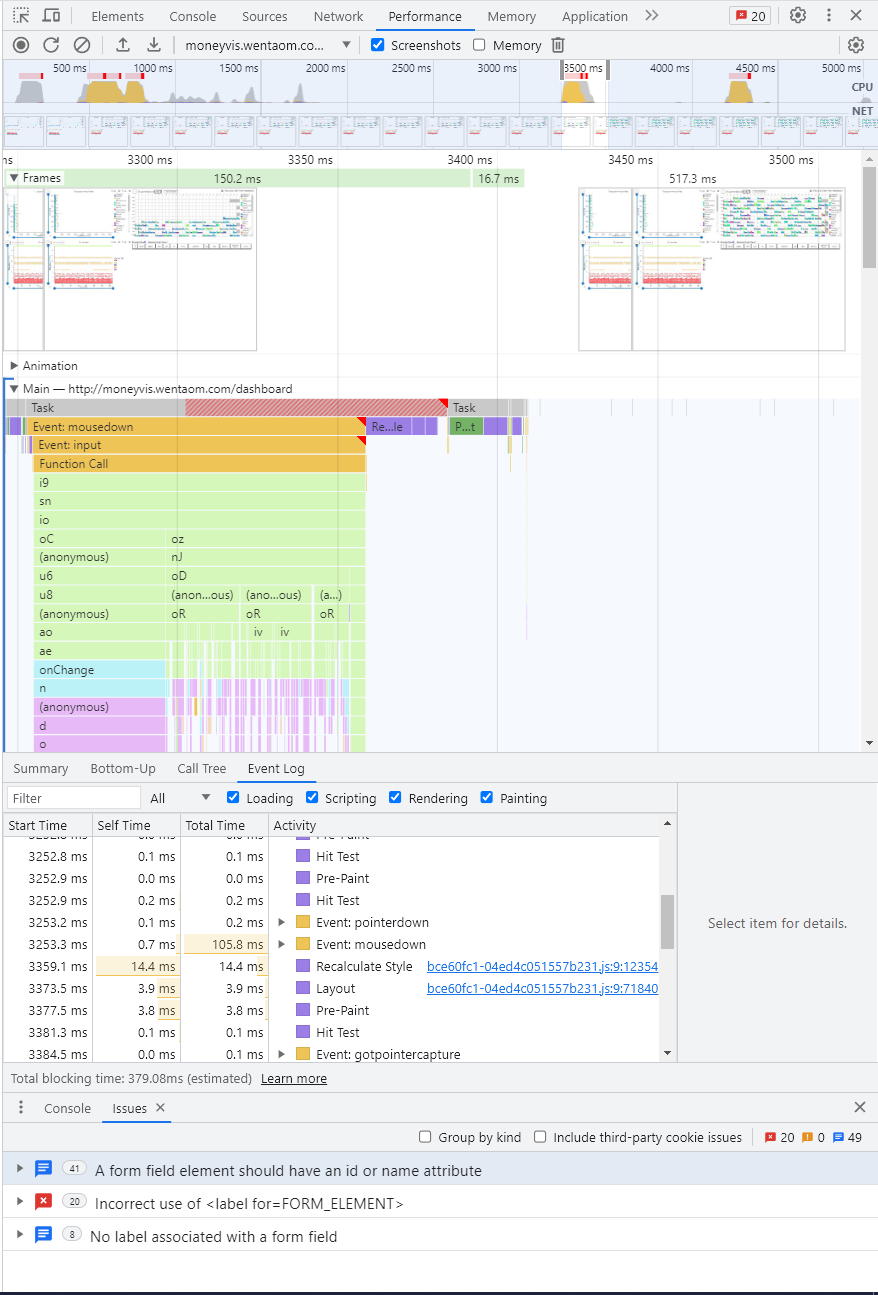 Elements Console Sources Network Performance Memory Application 20
moneyvis.wentaom.co... Screenshots Memory
500 ms 1000 ms 1500 ms 2000 ms 2500 ms 3000 ms 3500 ms 4000 ms 4500 ms 5000 ms
CPU
NET
ns 3300 ms 3350 ms 3400 ms 3450 ms 3500 ms
Frames 150.2 ms 16.7 ms 517.3 ms
Animation
Main — http://moneyvis.wentaom.com/dashboard
Task Task
Event: mousedown Re...le P...t
Event: input
Function Call
i9
sn
io
oC oz
(anonymous) nJ
u6 oD
u8 (anon...ous) (ano...ous) (a...)
(anonymous) oR oR oR
ao iv iv
ae
onChange
n
(anonymous)
d
o
Summary Bottom-Up Call Tree Event Log
Filter All Loading Scripting Rendering Painting
Start Time Self Time Total Time Activity
3252.8 ms 0.1 ms 0.1 ms Hit Test
3252.9 ms 0.0 ms 0.0 ms Pre-Paint
3252.9 ms 0.2 ms 0.2 ms Hit Test
3253.2 ms 0.1 ms 0.2 ms Event: pointerdown
3253.3 ms 0.7 ms 105.8 ms Event: mousedown
3359.1 ms 14.4 ms 14.4 ms Recalculate Style bce60fc1-04ed4c051557b231.js:9:12354
3373.5 ms 3.9 ms 3.9 ms Layout bce60fc1-04ed4c051557b231.js:9:71840
3377.5 ms 3.8 ms 3.8 ms Pre-Paint
3381.3 ms 0.1 ms 0.1 ms Hit Test
3384.5 ms 0.0 ms 0.1 ms Event: gotpointercapture
Select item for details.
Total blocking time: 379.08ms (estimated) Learn more
Console Issues
Group by kind Include third-party cookie issues 20 0 49
41 A form field element should have an id or name attribute
20 Incorrect use of <label for=FORM_ELEMENT>
8 No label associated with a form field